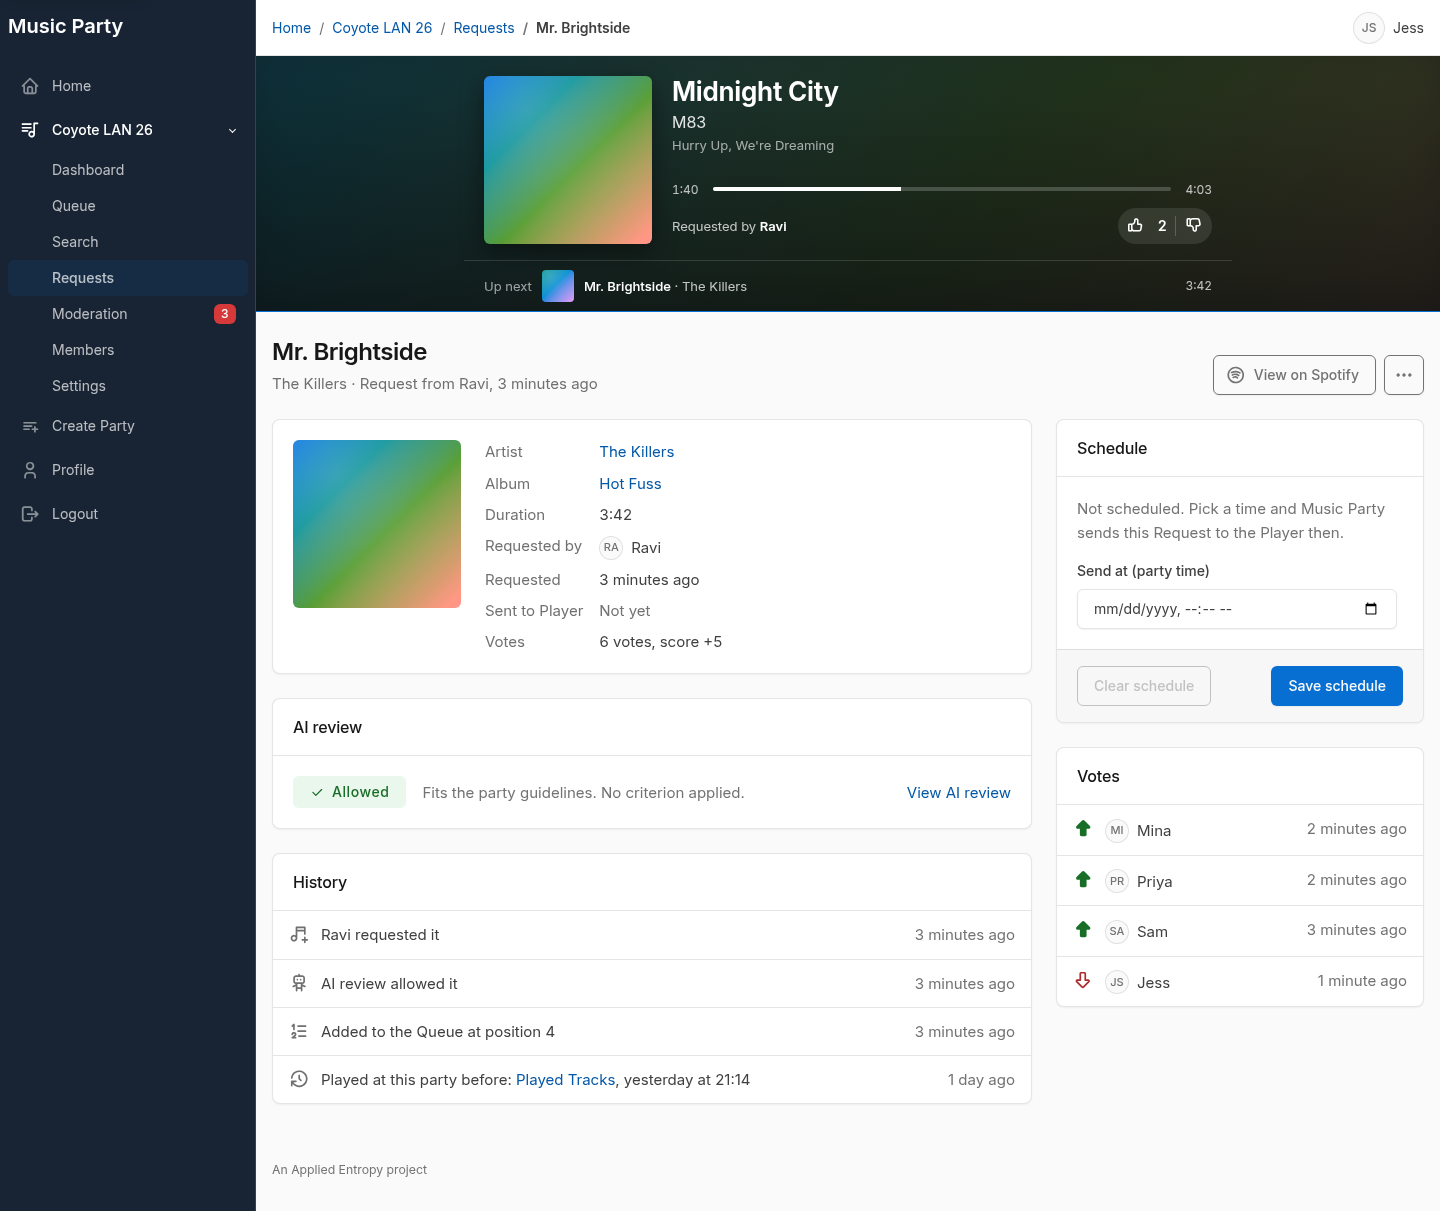 Music Party
Home
Coyote LAN 26
Dashboard
Queue
Search
Requests
Moderation 3
Members
Settings
Create Party
Profile
Logout
Home / Coyote LAN 26 / Requests / Mr. Brightside
JS Jess
Midnight City
M83
Hurry Up, We're Dreaming
1:40 4:03
Requested by Ravi 2
Up next Mr. Brightside · The Killers 3:42
Mr. Brightside
The Killers · Request from Ravi, 3 minutes ago
View on Spotify
Artist The Killers
Album Hot Fuss
Duration 3:42
Requested by RA Ravi
Requested 3 minutes ago
Sent to Player Not yet
Votes 6 votes, score +5
AI review
Allowed Fits the party guidelines. No criterion applied. View AI review
History
Ravi requested it 3 minutes ago
AI review allowed it 3 minutes ago
Added to the Queue at position 4 3 minutes ago
Played at this party before: Played Tracks, yesterday at 21:14 1 day ago
Schedule
Not scheduled. Pick a time and Music Party
sends this Request to the Player then.
Send at (party time)
mm/dd/yyyy, --:-- --
Clear schedule Save schedule
Votes
MI Mina 2 minutes ago
PR Priya 2 minutes ago
SA Sam 3 minutes ago
JS Jess 1 minute ago
An Applied Entropy project